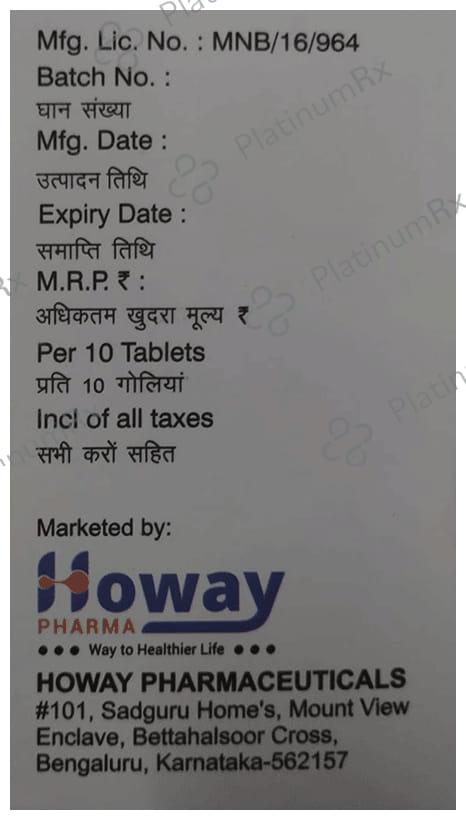 Mfg. Lic. No. : MNB/16/964
Batch No. :
घान संख्या
Mfg. Date :
उत्पादन तिथि
Expiry Date :
समाप्ति तिथि
M.R.P. ₹ :
अधिकतम खुदरा मूल्य ₹
Per 10 Tablets
प्रति 10 गोलियां
Incl of all taxes
सभी करों सहित
Marketed by:
Howay
PHARMA
••• Way to Healthier Life •••
HOWAY PHARMACEUTICALS
#101, Sadguru Home's, Mount View
Enclave, Bettahalsoor Cross,
Bengaluru, Karnataka-562157
PlatinumRx
PlatinumRx